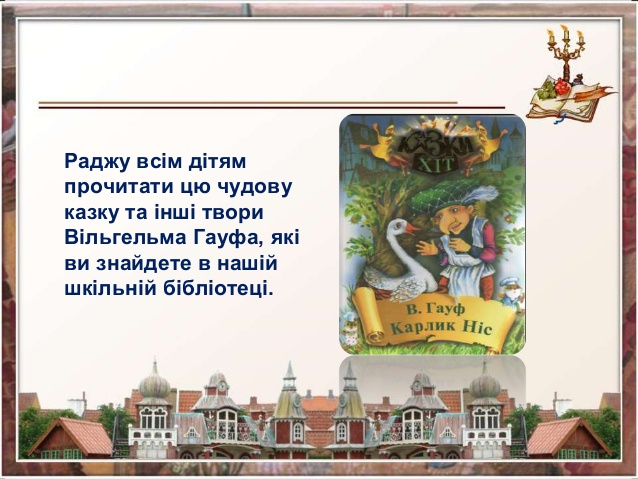 Раджу всім дітям
прочитати цю чудову
казку та інші твори
Вільгельма Гауфа, які
ви знайдете в нашій
шкільній бібліотеці.
КАЗКИ
ХІТ
В. Гауф
Карлик Ніс